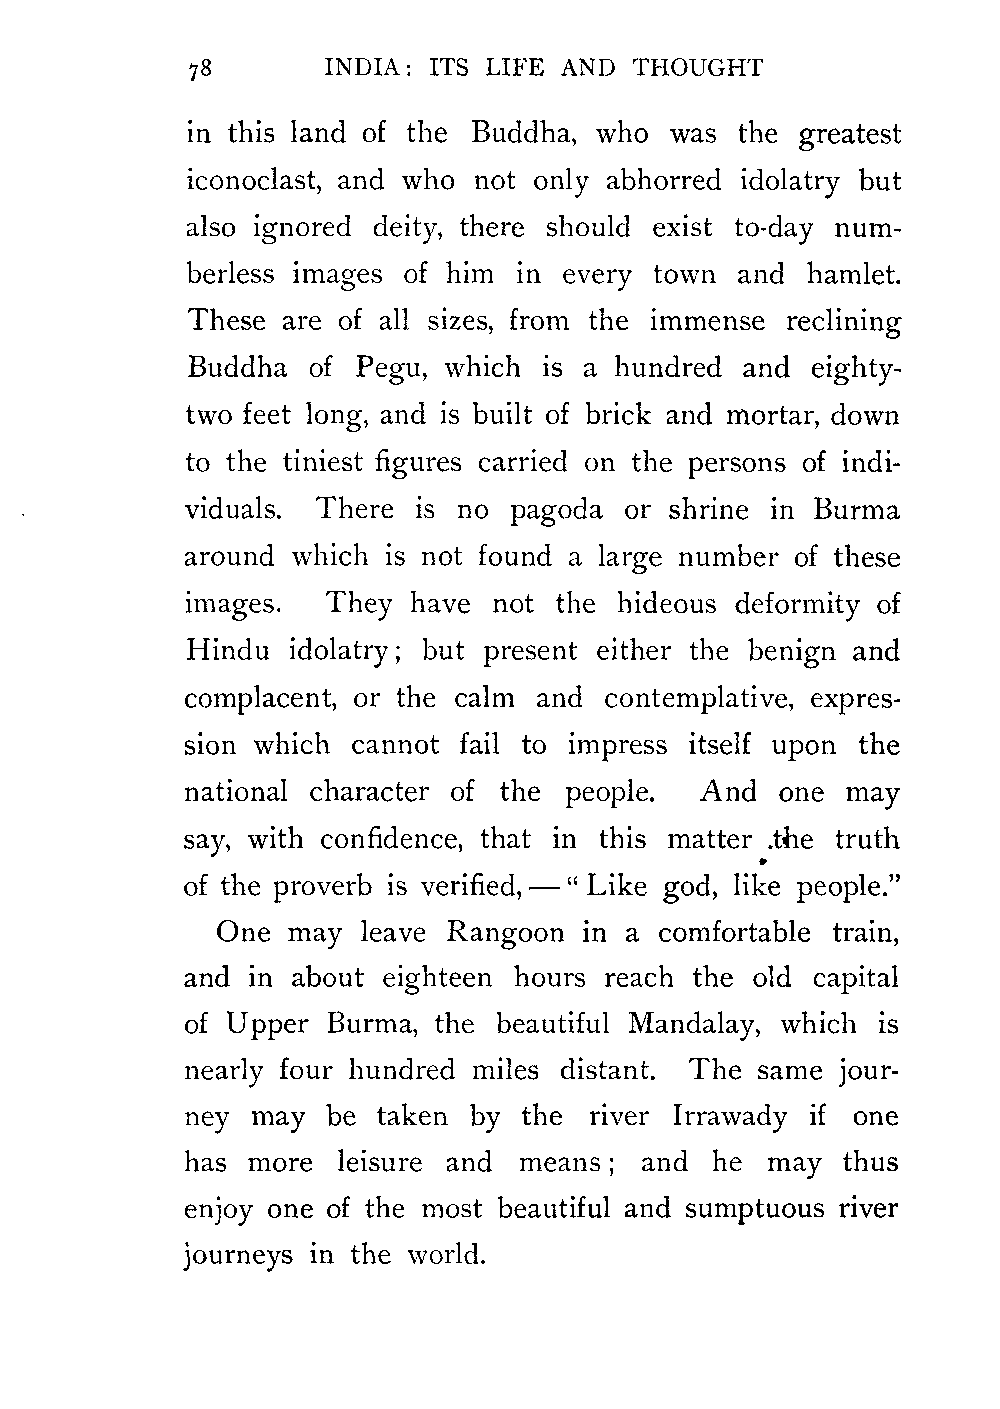 78 INDIA: ITS LIFE AND THOUGHT
in this land of the Buddha, who was the greatest
iconoclast, and who not only abhorred idolatry but
also ignored deity, there should exist to-day num-
berless images of him in every town and hamlet.
These are of all sizes, from the immense reclining
Buddha of Pegu, which is a hundred and eighty-
two feet long, and is built of brick and mortar, down
to the tiniest figures carried on the persons of indi-
viduals. There is no pagoda or shrine in Burma
around which is not found a large number of these
images. They have not the hideous deformity of
Hindu idolatry; but present either the benign and
complacent, or the calm and contemplative, expres-
sion which cannot fail to impress itself upon the
national character of the people. And one may
say, with confidence, that in this matter the truth
of the proverb is verified,—“Like god, like people.”
One may leave Rangoon in a comfortable train,
and in about eighteen hours reach the old capital
of Upper Burma, the beautiful Mandalay, which is
nearly four hundred miles distant. The same jour-
ney may be taken by the river Irrawady if one
has more leisure and means; and he may thus
enjoy one of the most beautiful and sumptuous river
journeys in the world.